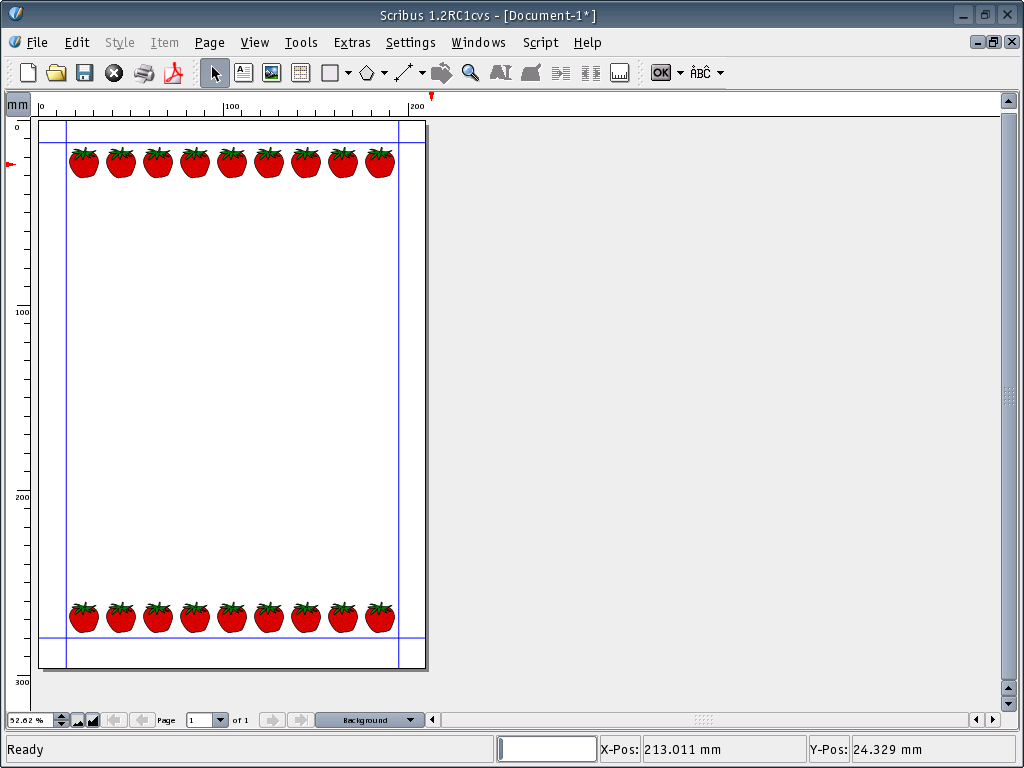 Scribus 1.2RC1cvs - [Document-1*]
File Edit Style Item Page View Tools Extras Settings Windows Script Help
A OK ÀBĈ
mm 0 100 200
0
100
200
300
52.62 % Page 1 of 1 Background
Ready X-Pos: 213.011 mm Y-Pos: 24.329 mm